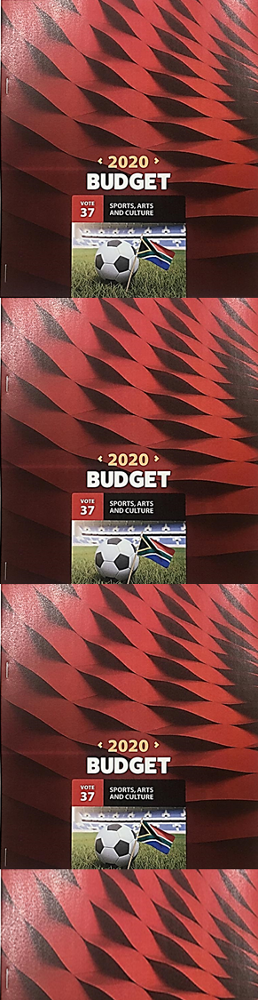 ‹ 2020 ›
BUDGET
VOTE
37
SPORTS, ARTS
AND CULTURE
‹ 2020 ›
BUDGET
VOTE
37
SPORTS, ARTS
AND CULTURE
‹ 2020 ›
BUDGET
VOTE
37
SPORTS, ARTS
AND CULTURE